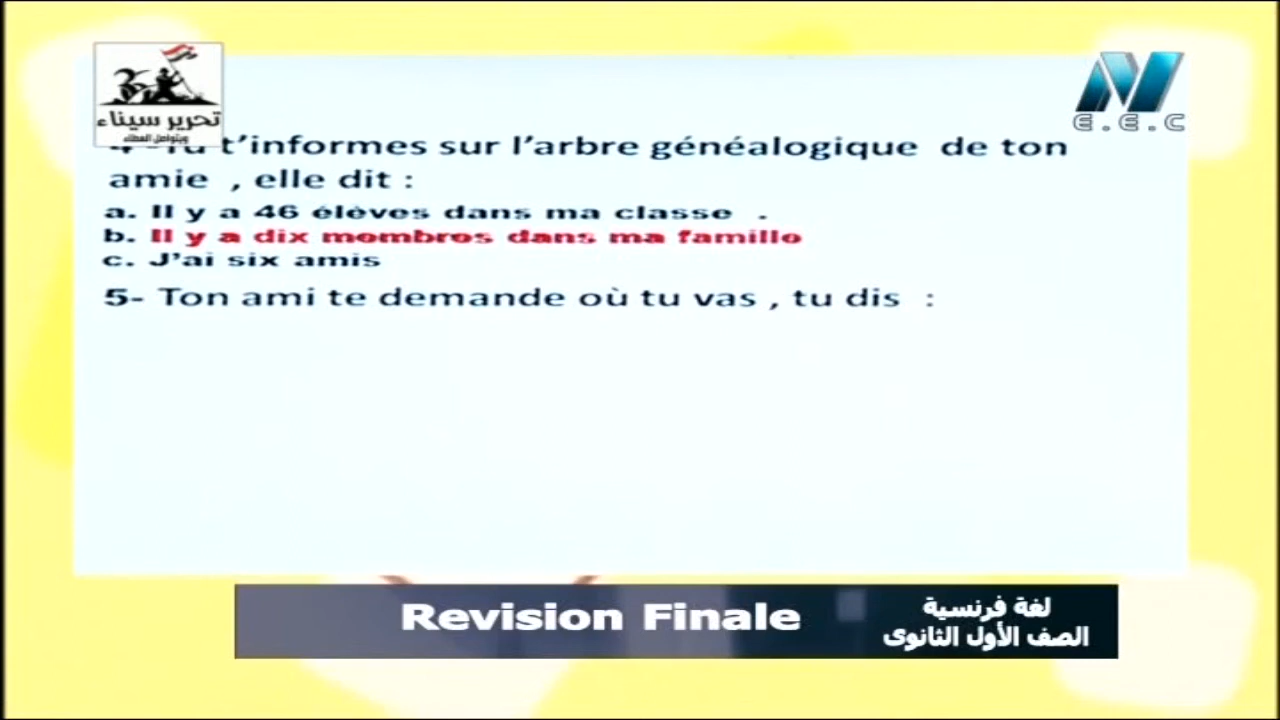 تحرير سيناء
ويتواصل العطاء
E.E.C
4- Tu t'informes sur l'arbre généalogique de ton
amie , elle dit :
a. Il y a 46 élèves dans ma classe .
b. Il y a dix membres dans ma famille
c. J'ai six amis
5- Ton ami te demande où tu vas , tu dis :
Revision Finale
لغة فرنسية
الصف الأول الثانوى